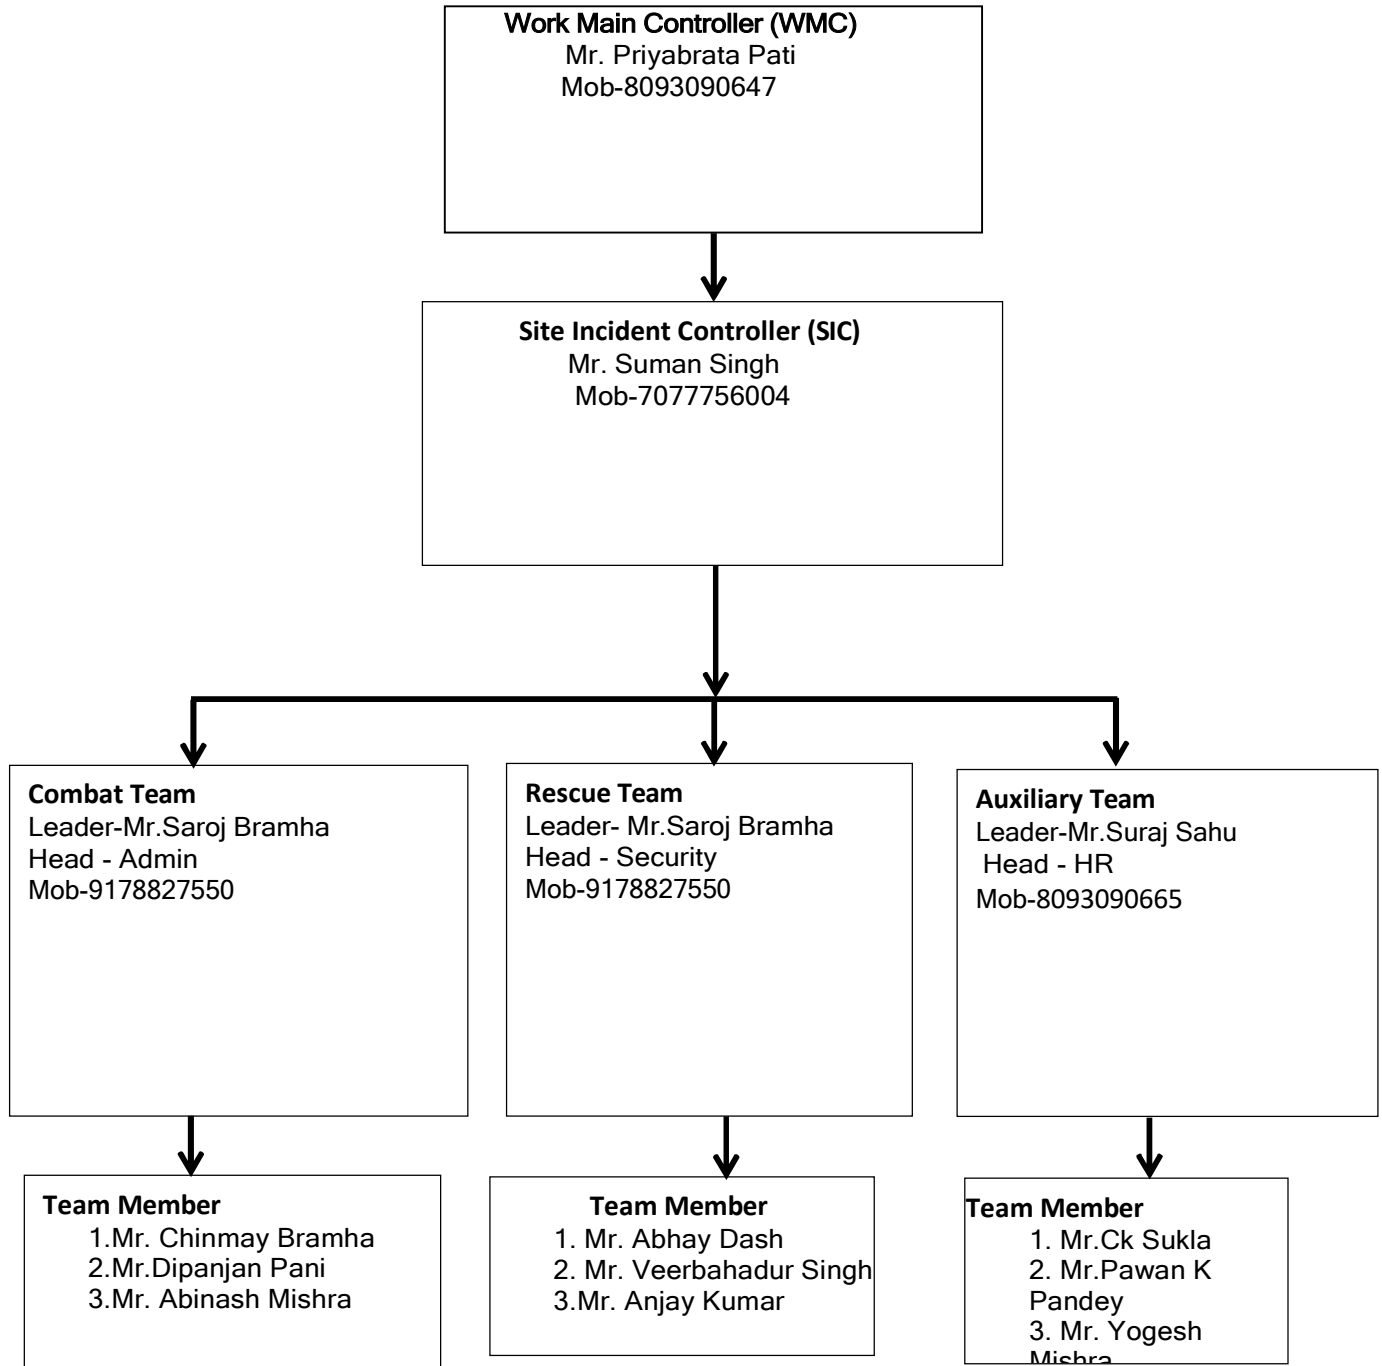 Work Main Controller (WMC)
Mr. Priyabrata Pati
Mob-8093090647
Site Incident Controller (SIC)
Mr. Suman Singh
Mob-7077756004
Combat Team
Leader-Mr.Saroj Bramha
Head - Admin
Mob-9178827550
Rescue Team
Leader- Mr.Saroj Bramha
Head - Security
Mob-9178827550
Auxiliary Team
Leader-Mr.Suraj Sahu
Head - HR
Mob-8093090665
Team Member
1.Mr. Chinmay Bramha
2.Mr.Dipanjan Pani
3.Mr. Abinash Mishra
Team Member
1. Mr. Abhay Dash
2. Mr. Veerbahadur Singh
3.Mr. Anjay Kumar
Team Member
1. Mr.Ck Sukla
2. Mr.Pawan K
Pandey
3. Mr. Yogesh
Mishra